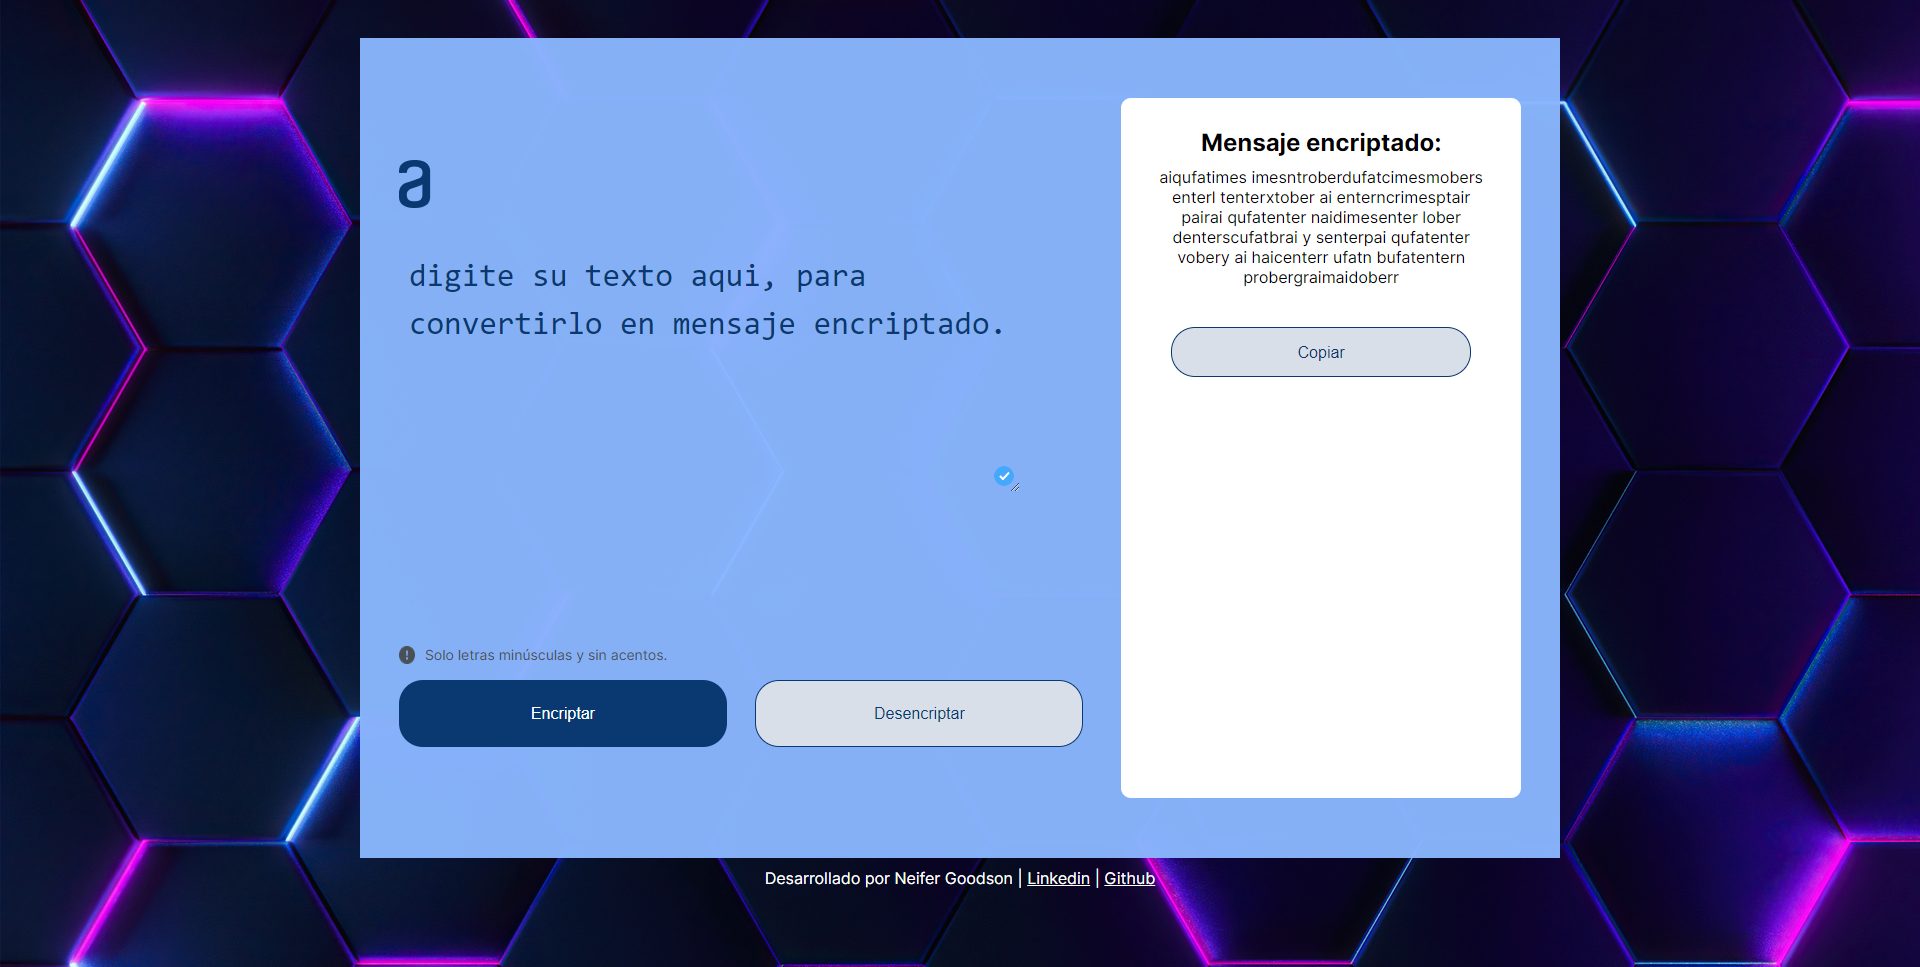 a
digite su texto aqui, para
convertirlo en mensaje encriptado.
Solo letras minúsculas y sin acentos.
Encriptar
Desencriptar
Mensaje encriptado:
aiqufatimes imesntroberdufatcimesmobers
enterl tenterxtober ai enterncrimesptair
pairai qufatenter naidimesenter lober
denterscufatbrai y senterpai qufatenter
vobery ai haicenterr ufatn bufatentern
probergraimaidoberr
Copiar
Desarrollado por Neifer Goodson | Linkedin | Github